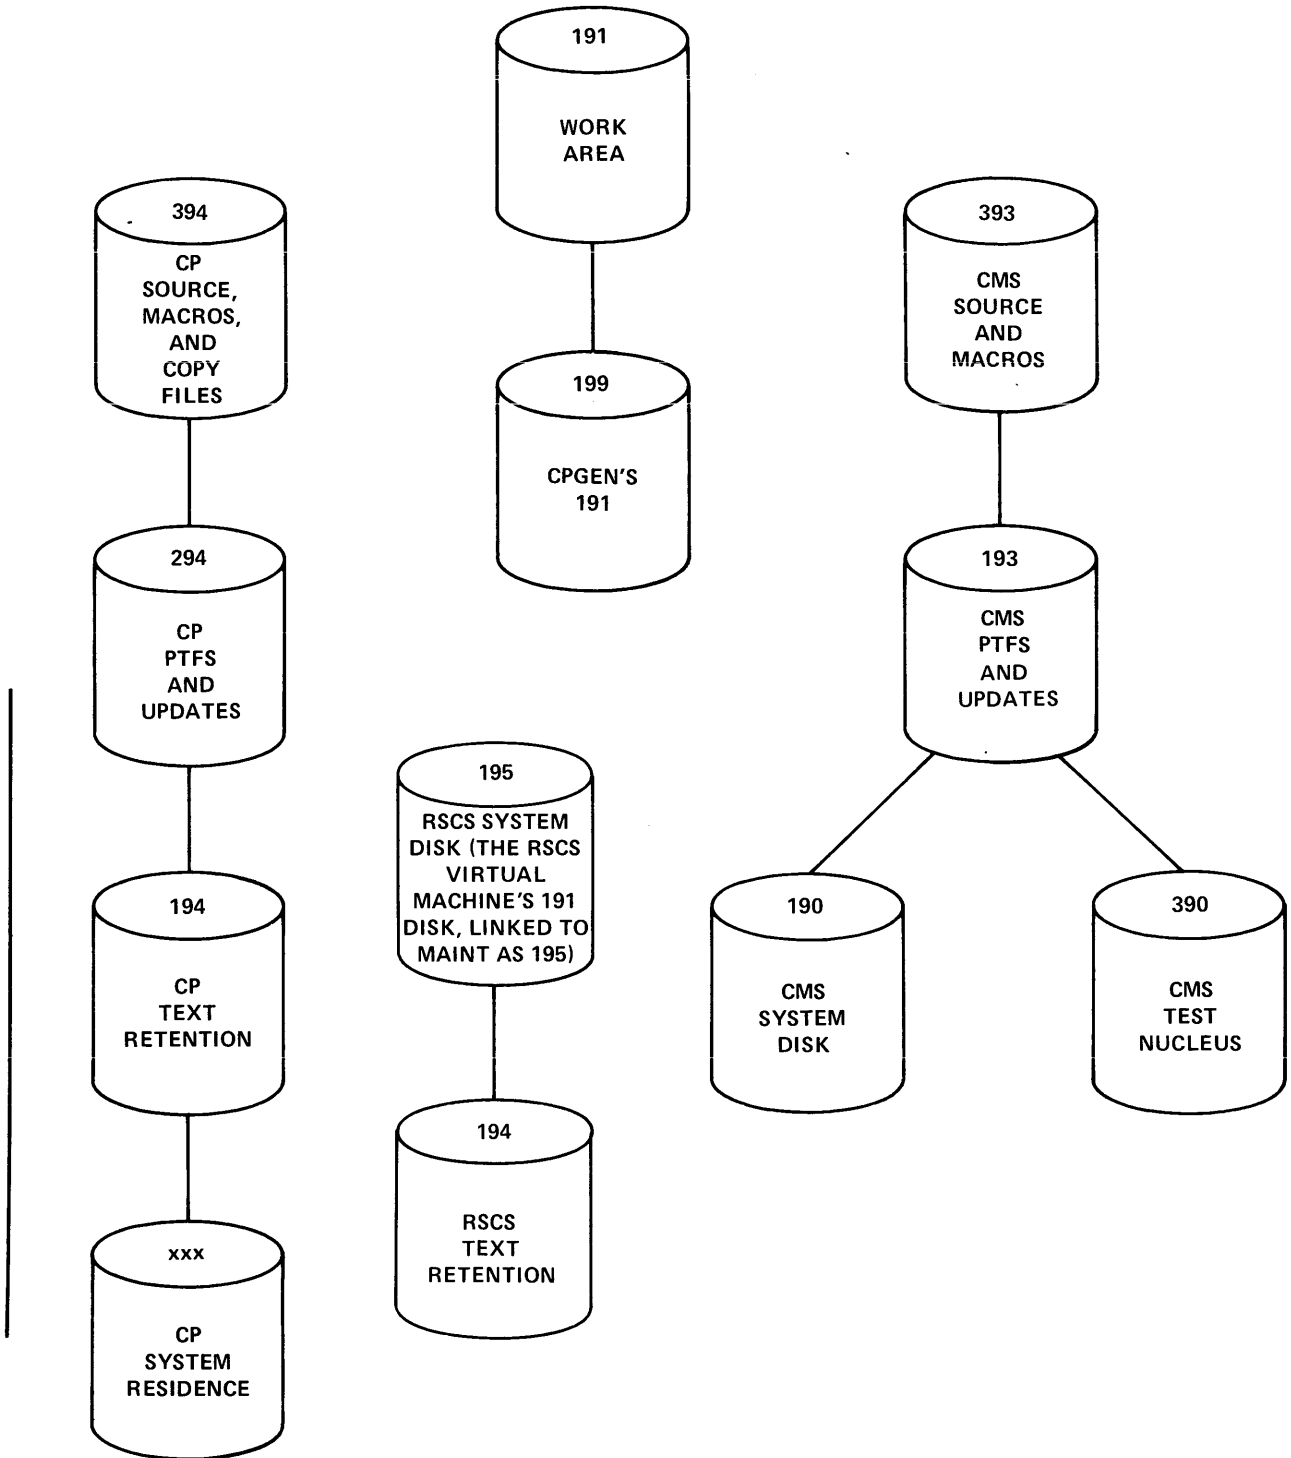 191
WORK
AREA
394
CP
SOURCE,
MACROS,
AND
COPY
FILES
393
CMS
SOURCE
AND
MACROS
199
CPGEN'S
191
294
CP
PTFS
AND
UPDATES
193
CMS
PTFS
AND
UPDATES
195
RSCS SYSTEM
DISK (THE RSCS
VIRTUAL
MACHINE'S 191
DISK, LINKED TO
MAINT AS 195)
194
CP
TEXT
RETENTION
190
CMS
SYSTEM
DISK
390
CMS
TEST
NUCLEUS
194
RSCS
TEXT
RETENTION
xxx
CP
SYSTEM
RESIDENCE